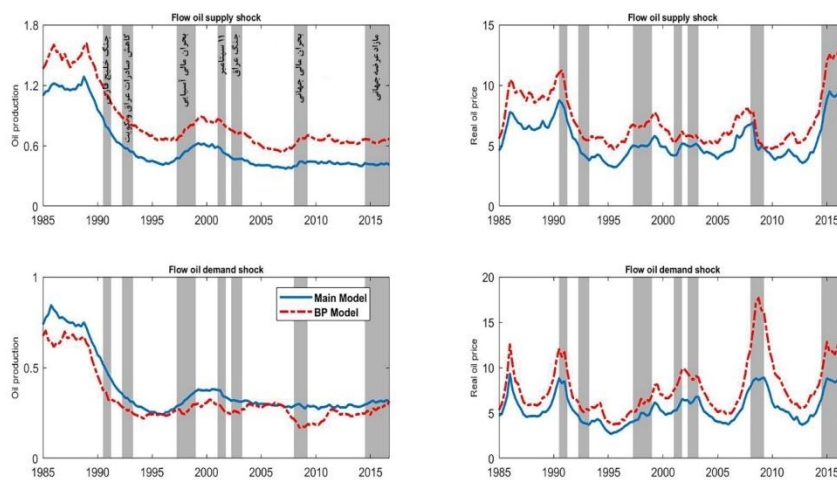 Flow oil supply shock
Oil production
1.8
1.2
0.6
0
جنگ خلیج فارس
کاهش صادرات عراق و کویت
بحران مالی آسیایی
۱۱ سپتامبر
جنگ عراق
بحران مالی جهانی
مازاد عرضه جهانی
1985 1990 1995 2000 2005 2010 2015
Flow oil supply shock
Real oil price
15
10
5
0
1985 1990 1995 2000 2005 2010 2015
Flow oil demand shock
Oil production
1
0.5
0
Main Model
BP Model
1985 1990 1995 2000 2005 2010 2015
Flow oil demand shock
Real oil price
20
15
10
5
0
1985 1990 1995 2000 2005 2010 2015